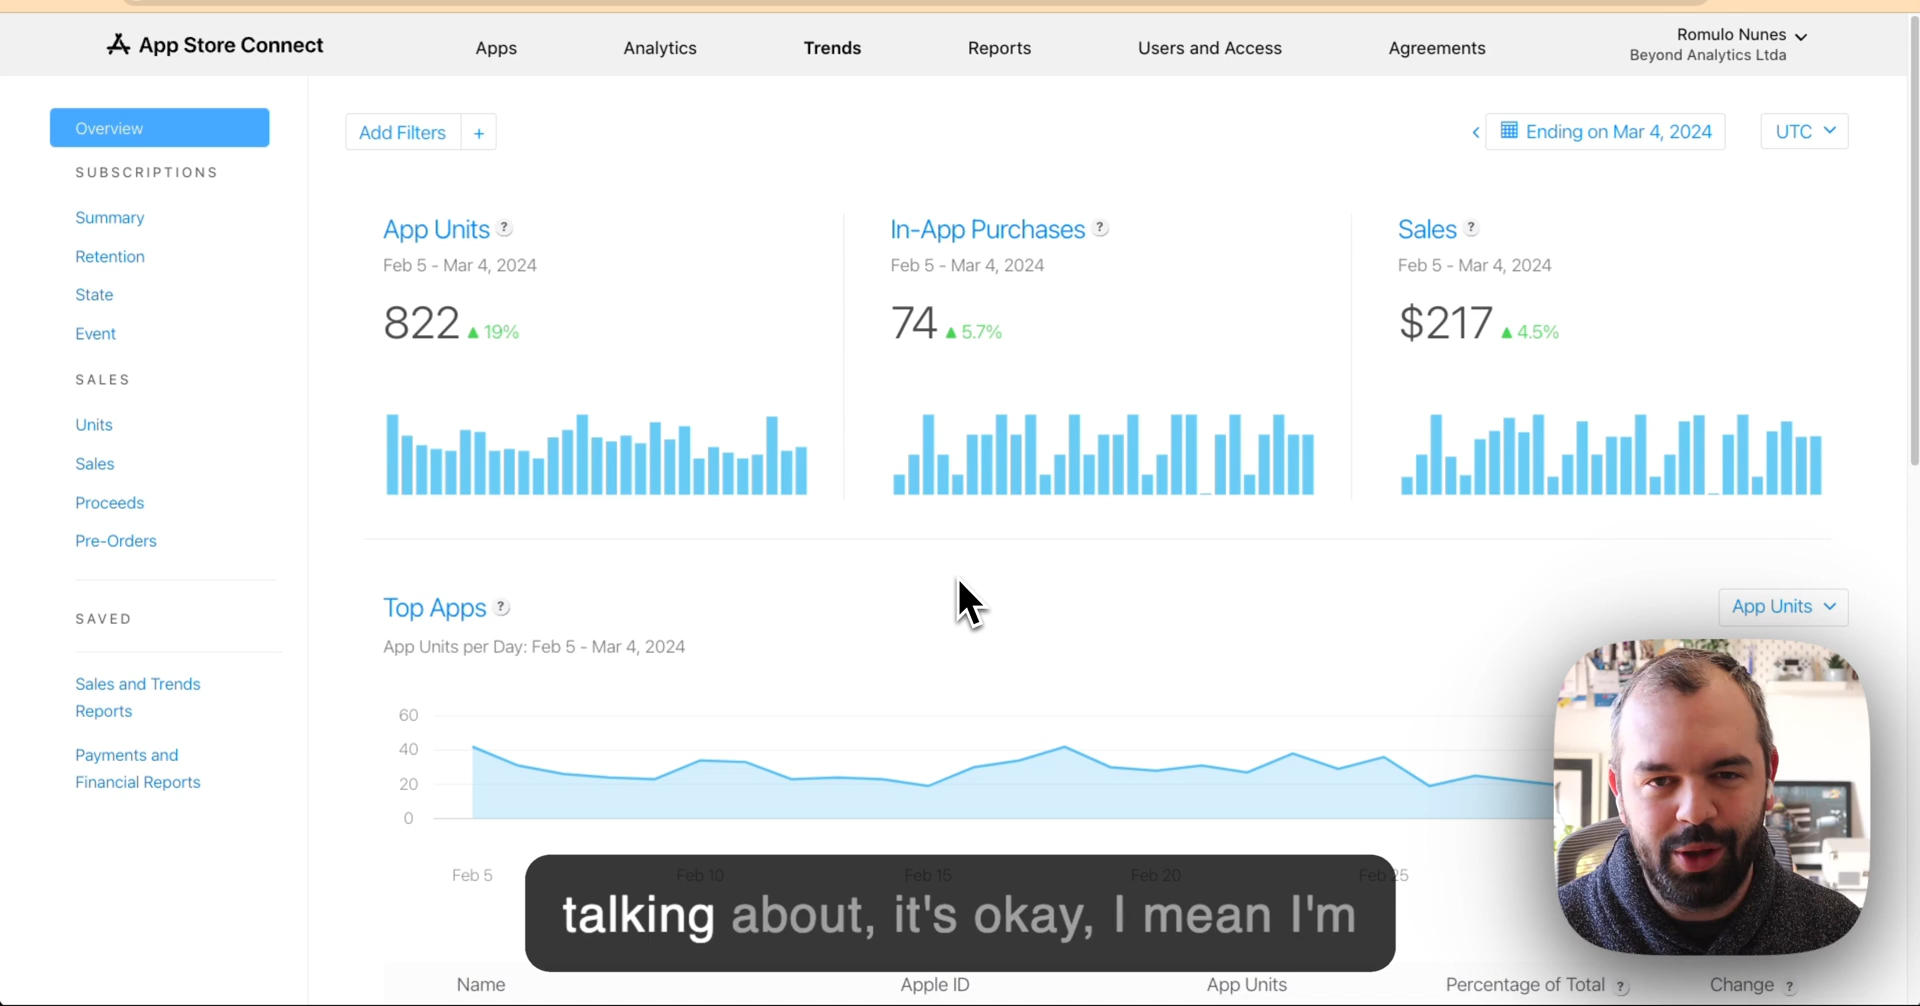 App Store Connect
Apps
Analytics
Trends
Reports
Users and Access
Agreements
Romulo Nunes
Beyond Analytics Ltda
Overview
SUBSCRIPTIONS
Summary
Retention
State
Event
SALES
Units
Sales
Proceeds
Pre-Orders
SAVED
Sales and Trends
Reports
Payments and
Financial Reports
Add Filters +
< Ending on Mar 4, 2024
UTC
App Units ?
Feb 5 - Mar 4, 2024
822 ▲ 19%
In-App Purchases ?
Feb 5 - Mar 4, 2024
74 ▲ 5.7%
Sales ?
Feb 5 - Mar 4, 2024
$217 ▲ 4.5%
Top Apps ?
App Units
App Units per Day: Feb 5 - Mar 4, 2024
60
40
20
0
Feb 5 Feb 10 Feb 15 Feb 20 Feb 25
talking about, it's okay, I mean I'm
Name Apple ID App Units Percentage of Total ? Change ?